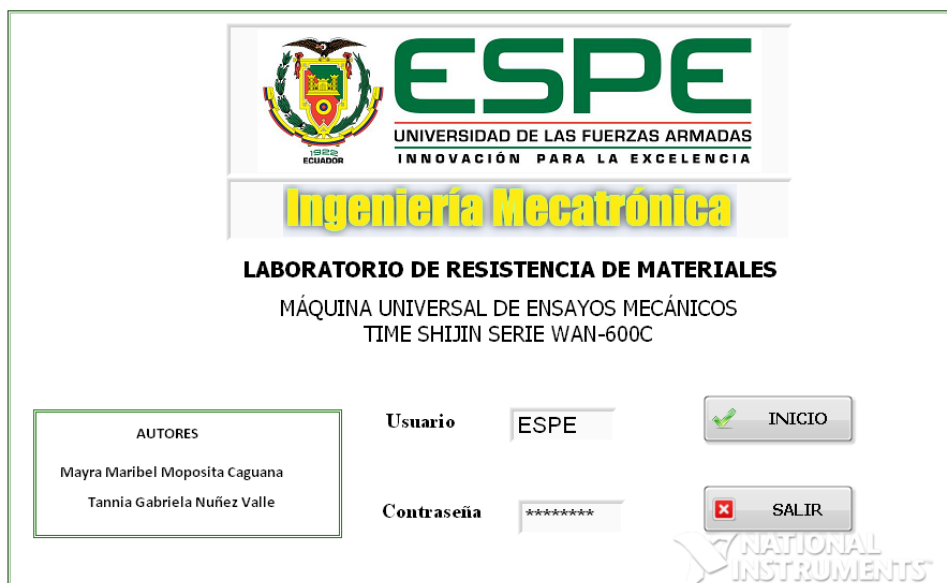 ESPE
UNIVERSIDAD DE LAS FUERZAS ARMADAS
INNOVACIÓN PARA LA EXCELENCIA
1922
ECUADOR
Ingeniería Mecatrónica
LABORATORIO DE RESISTENCIA DE MATERIALES
MÁQUINA UNIVERSAL DE ENSAYOS MECÁNICOS
TIME SHIJIN SERIE WAN-600C
AUTORES
Mayra Maribel Moposita Caguana
Tannia Gabriela Nuñez Valle
Usuario
ESPE
INICIO
Contraseña
********
SALIR
NATIONAL
INSTRUMENTS™